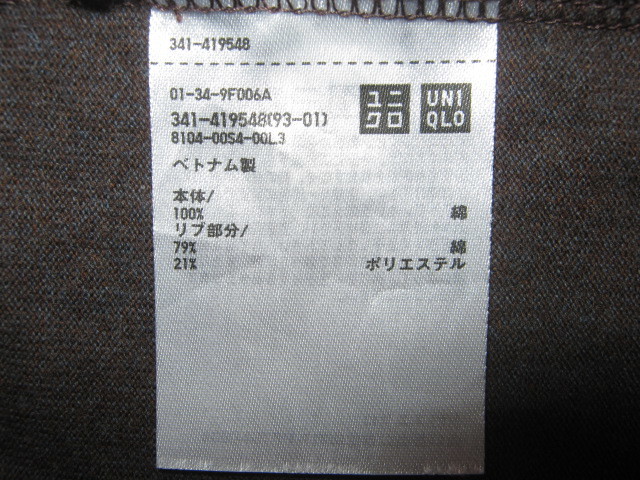 341-419548
01-34-9F006A
341-419548(93-01)
8104-00S4-00L3
ユニ
クロ
UNI
QLO
ベトナム製
本体/
100% 綿
リブ部分/
79% 綿
21% ポリエステル